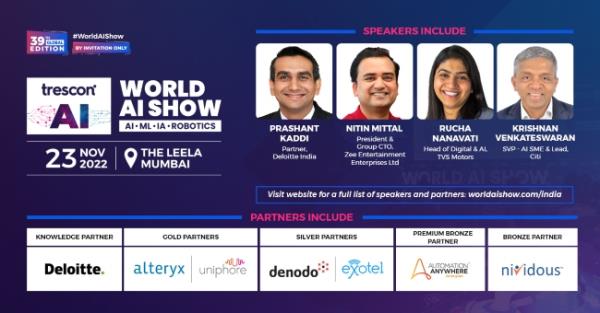 39TH GLOBAL
EDITION
#WorldAIShow
BY INVITATION ONLY
trescon®
AI
WORLD
AI SHOW
AI • ML • IA • ROBOTICS
23 NOV
2022
THE LEELA
MUMBAI
SPEAKERS INCLUDE
PRASHANT
KADDI
Partner,
Deloitte India
NITIN MITTAL
President &
Group CTO,
Zee Entertainment
Enterprises Ltd
RUCHA
NANAVATI
Head of Digital & AI,
TVS Motors
KRISHNAN
VENKATESWARAN
SVP - AI SME & Lead,
Citi
Visit website for a full list of speakers and partners: worldaishow.com/india
PARTNERS INCLUDE
KNOWLEDGE PARTNER
Deloitte.
GOLD PARTNERS
alteryx
uniphore
SILVER PARTNERS
denodo
exotel
PREMIUM BRONZE
PARTNER
AUTOMATION
ANYWHERE
BRONZE PARTNER
nividous